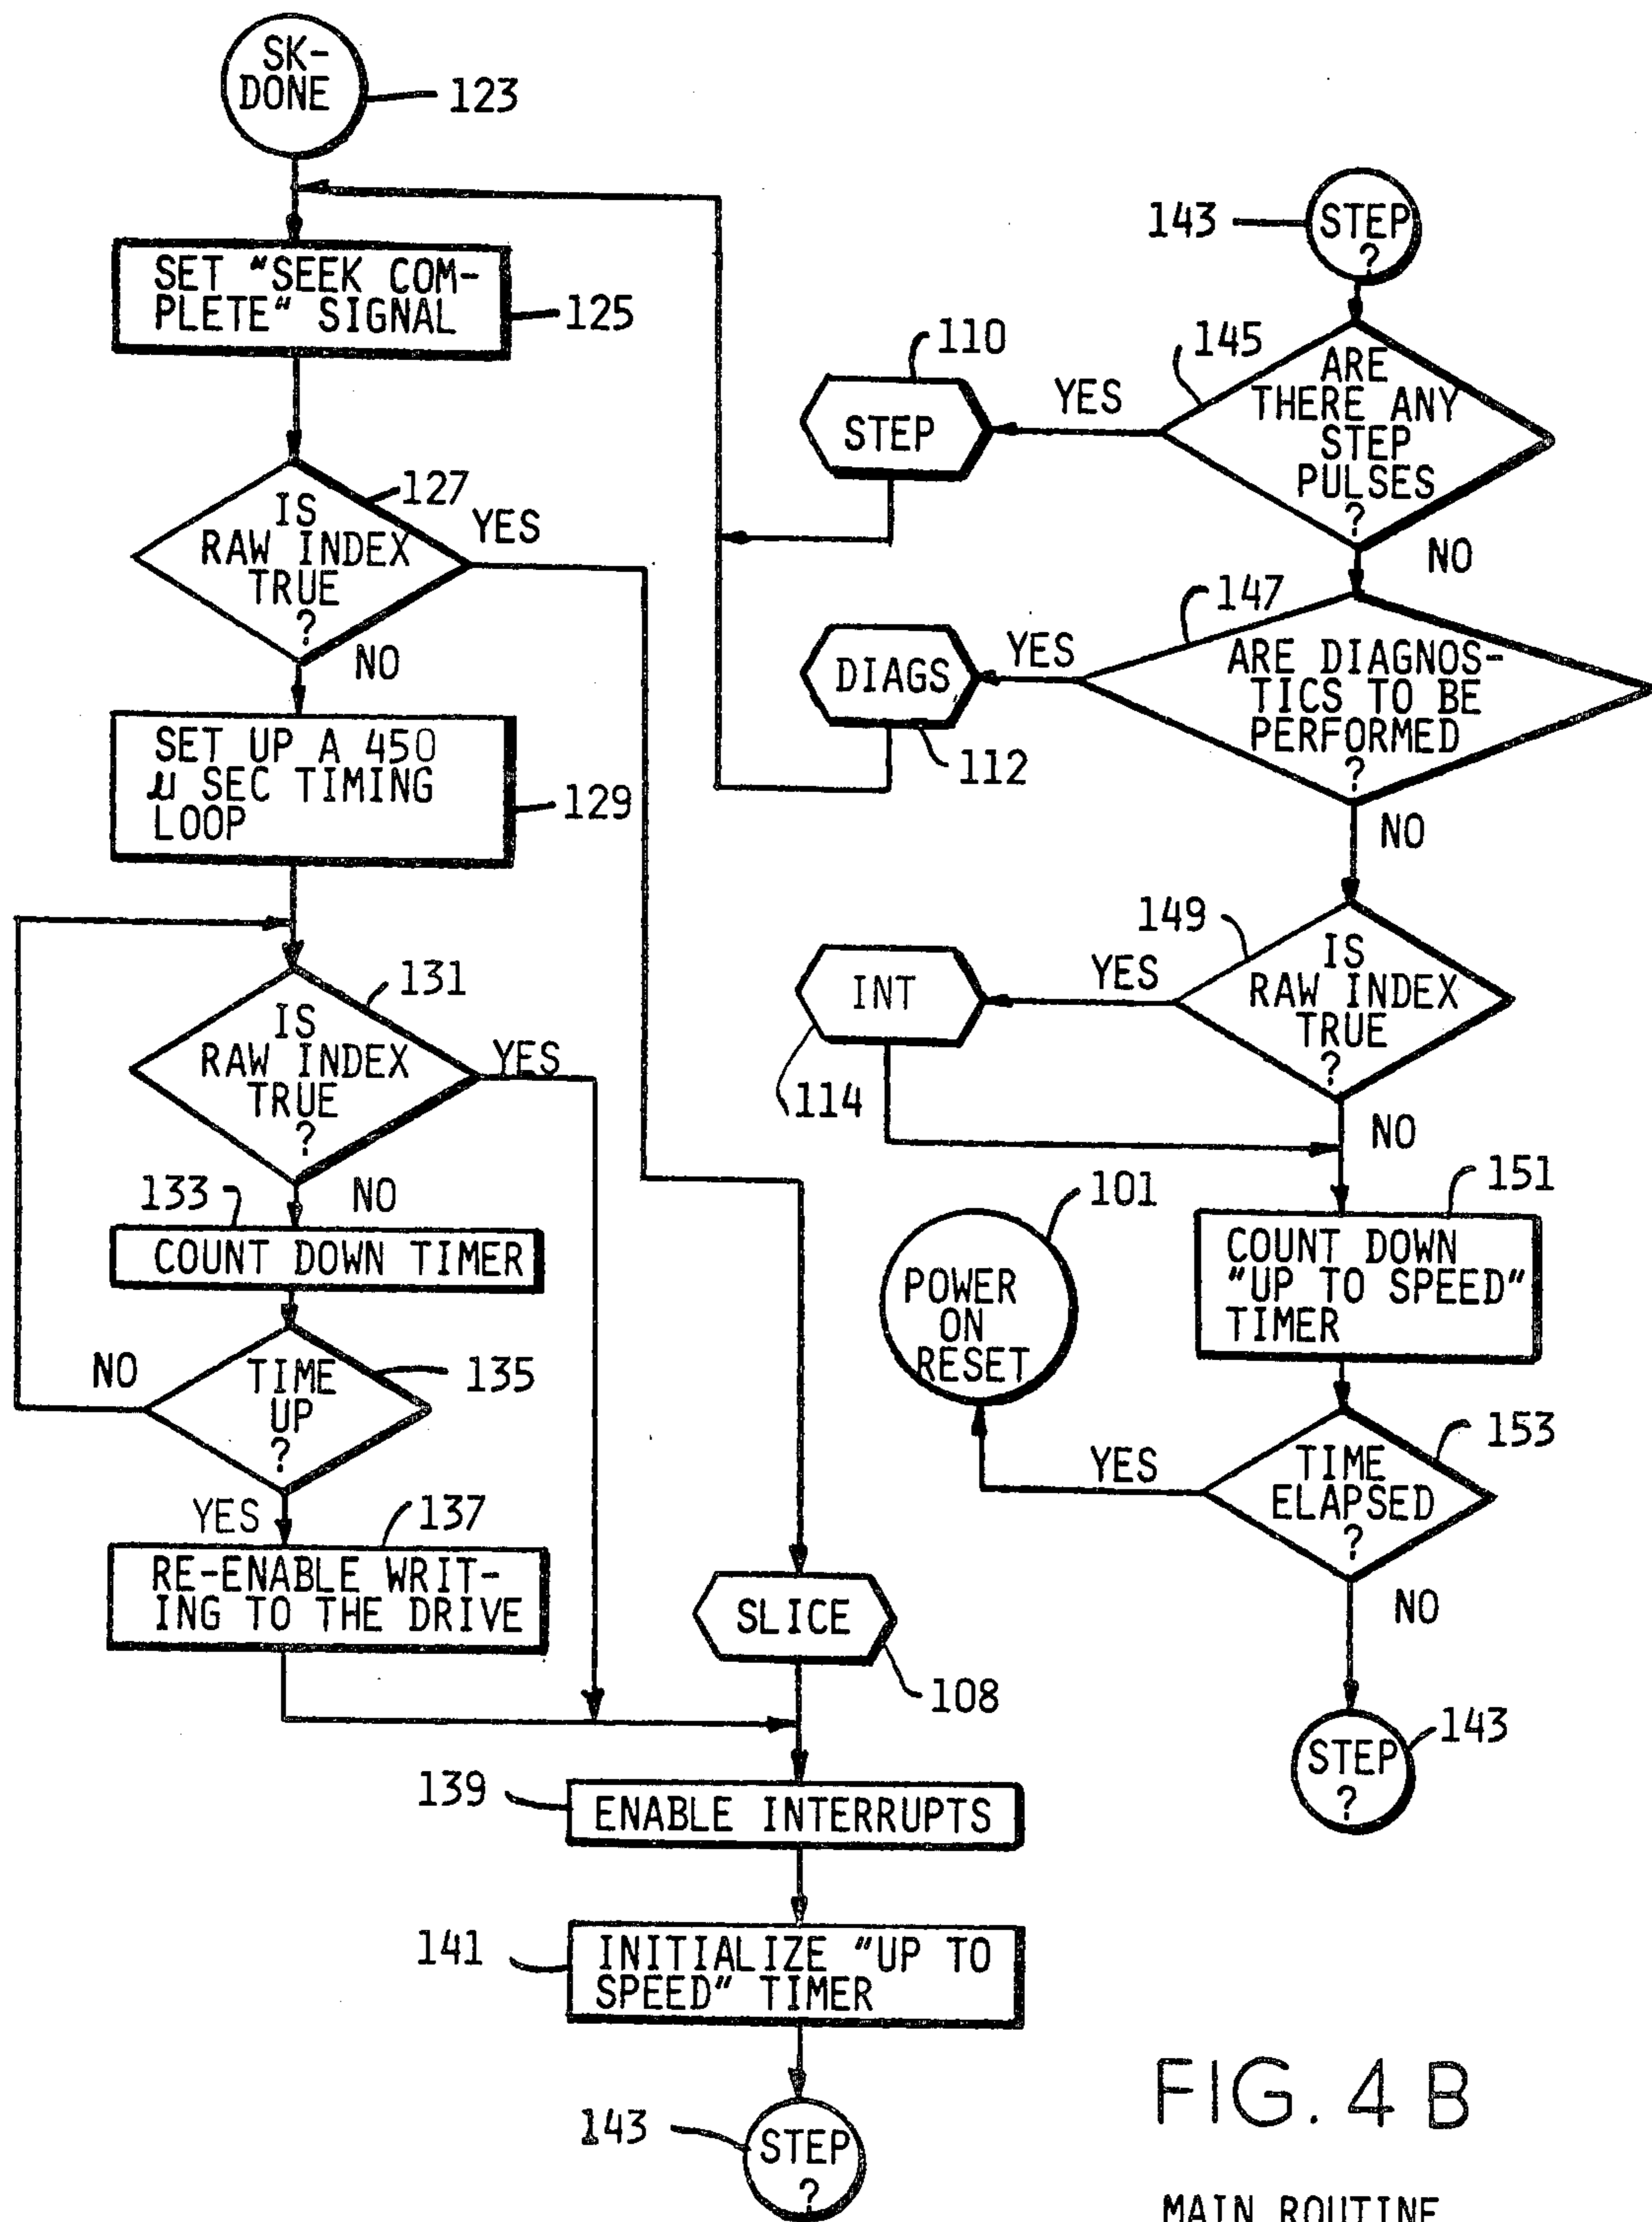 SK-
DONE
123
SET "SEEK COM-
PLETE" SIGNAL
125
127
IS
RAW INDEX
TRUE
?
YES
NO
SET UP A 450
μ SEC TIMING
LOOP
129
131
IS
RAW INDEX
TRUE
?
YES
NO
133
COUNT DOWN TIMER
NO
TIME
UP
?
135
YES
137
RE-ENABLE WRIT-
ING TO THE DRIVE
SLICE
108
139
ENABLE INTERRUPTS
141
INITIALIZE "UP TO
SPEED" TIMER
143
STEP
?
143
STEP
?
145
ARE
THERE ANY
STEP
PULSES
?
YES
110
STEP
NO
147
ARE DIAGNOS-
TICS TO BE
PERFORMED
?
YES
DIAGS
112
NO
149
IS
RAW INDEX
TRUE
?
YES
INT
114
NO
151
COUNT DOWN
"UP TO SPEED"
TIMER
101
POWER
ON
RESET
153
TIME
ELAPSED
?
YES
NO
143
STEP
?
FIG. 4 B
MAIN ROUTINE